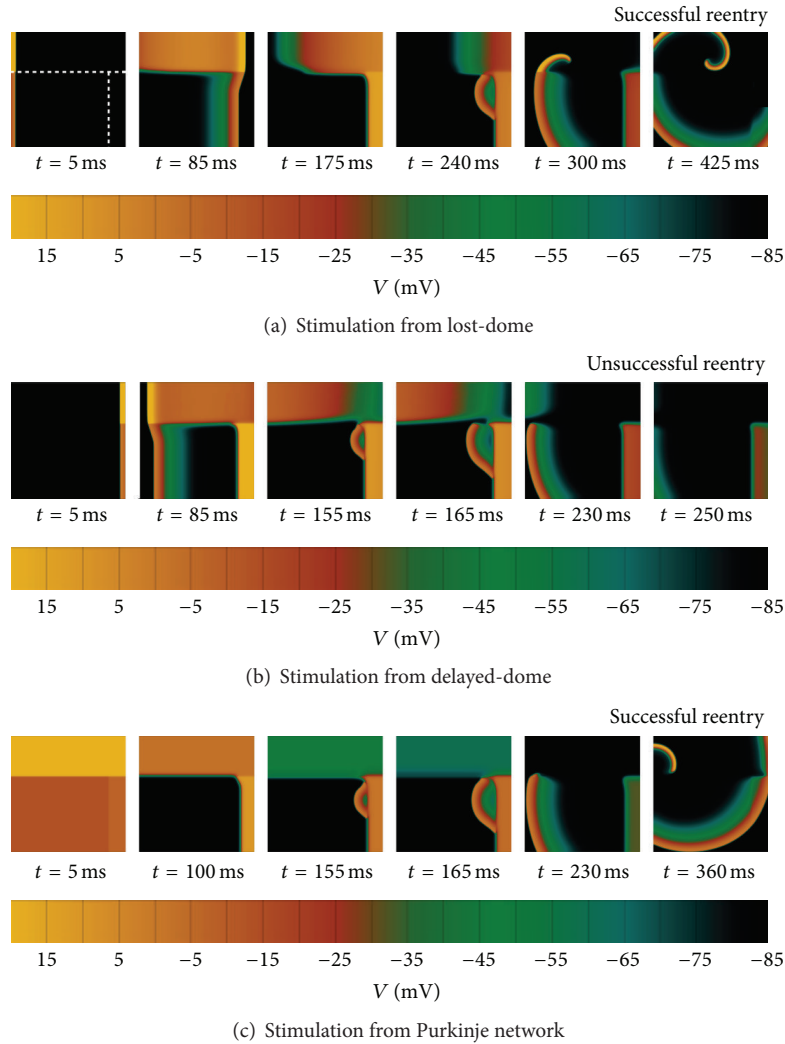 Successful reentry
t = 5 ms t = 85 ms t = 175 ms t = 240 ms t = 300 ms t = 425 ms
15 5 −5 −15 −25 −35 −45 −55 −65 −75 −85
V (mV)
(a) Stimulation from lost-dome
Unsuccessful reentry
t = 5 ms t = 85 ms t = 155 ms t = 165 ms t = 230 ms t = 250 ms
15 5 −5 −15 −25 −35 −45 −55 −65 −75 −85
V (mV)
(b) Stimulation from delayed-dome
Successful reentry
t = 5 ms t = 100 ms t = 155 ms t = 165 ms t = 230 ms t = 360 ms
15 5 −5 −15 −25 −35 −45 −55 −65 −75 −85
V (mV)
(c) Stimulation from Purkinje network